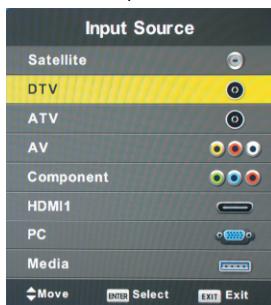 Input Source
Satellite
DTV
ATV
AV
Component
HDMI1
PC
Media
Move ENTER Select EXIT Exit